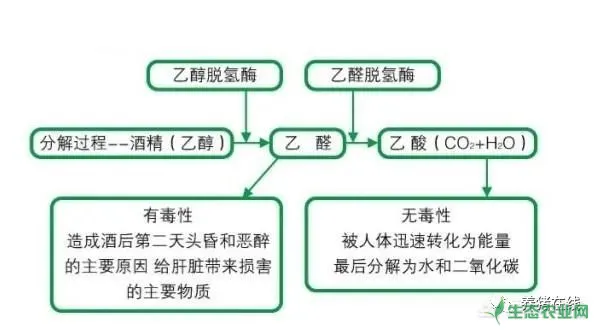 乙醇脱氢酶
乙醛脱氢酶
分解过程--酒精（乙醇）
乙 醛
乙 酸（CO₂+H₂O）
有毒性
造成酒后第二天头昏和恶醉
的主要原因 给肝脏带来损害
的主要物质
无毒性
被人体迅速转化为能量
最后分解为水和二氧化碳
养猪在线
生态农业网